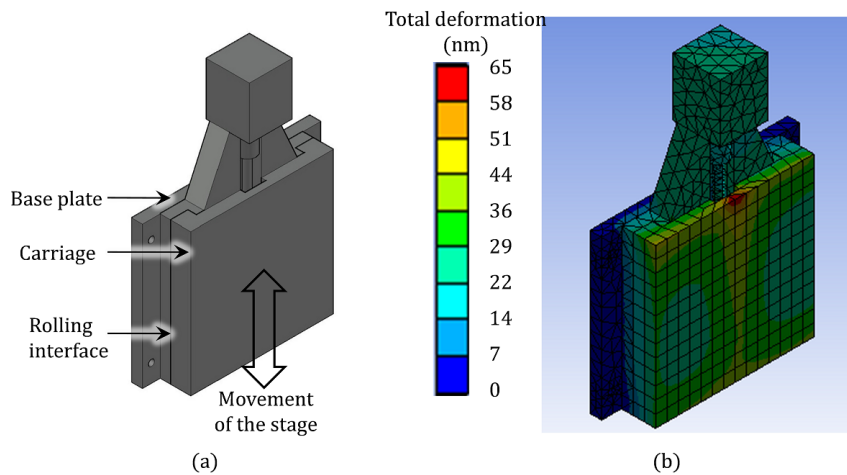 Base plate
Carriage
Rolling
interface
Movement
of the stage
(a)
Total deformation
(nm)
65
58
51
44
36
29
22
14
7
0
(b)